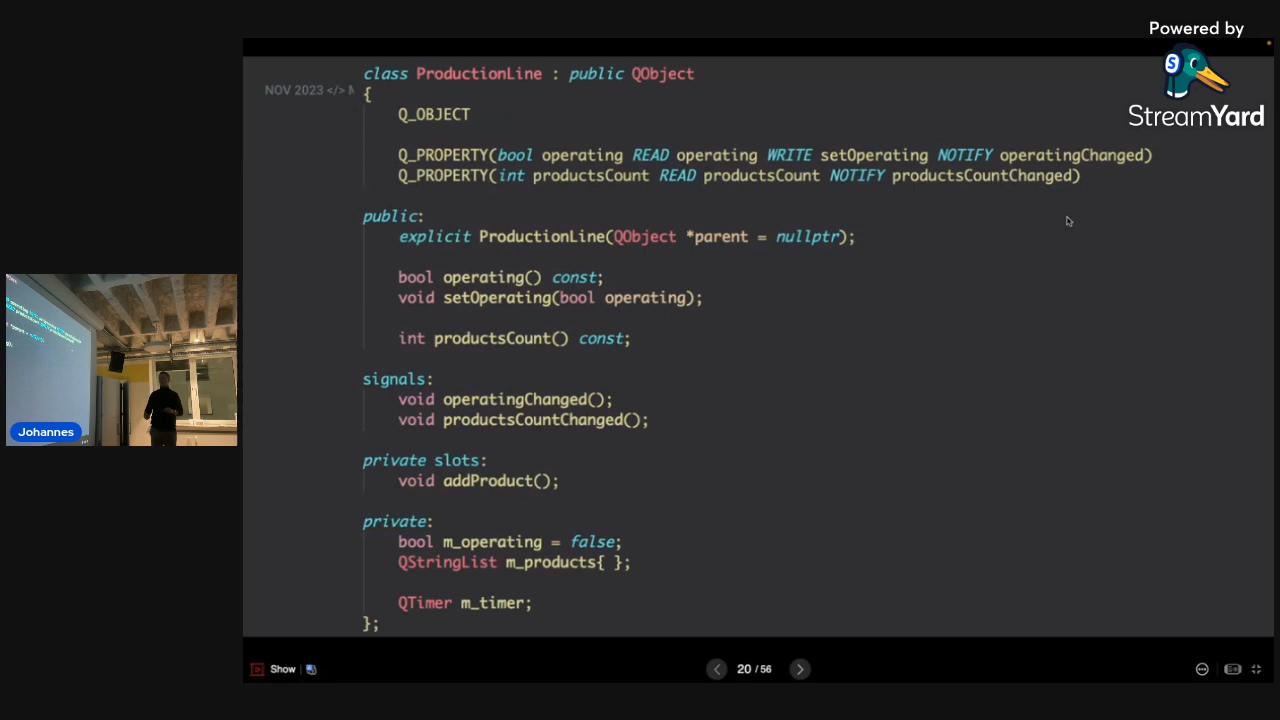 Powered by
StreamYard
NOV 2023 </> M
class ProductionLine : public QObject
{
Q_OBJECT
Q_PROPERTY(bool operating READ operating WRITE setOperating NOTIFY operatingChanged)
Q_PROPERTY(int productsCount READ productsCount NOTIFY productsCountChanged)
public:
explicit ProductionLine(QObject *parent = nullptr);
bool operating() const;
void setOperating(bool operating);
int productsCount() const;
signals:
void operatingChanged();
void productsCountChanged();
private slots:
void addProduct();
private:
bool m_operating = false;
QStringList m_products{ };
QTimer m_timer;
};
Johannes
Show
20 / 56